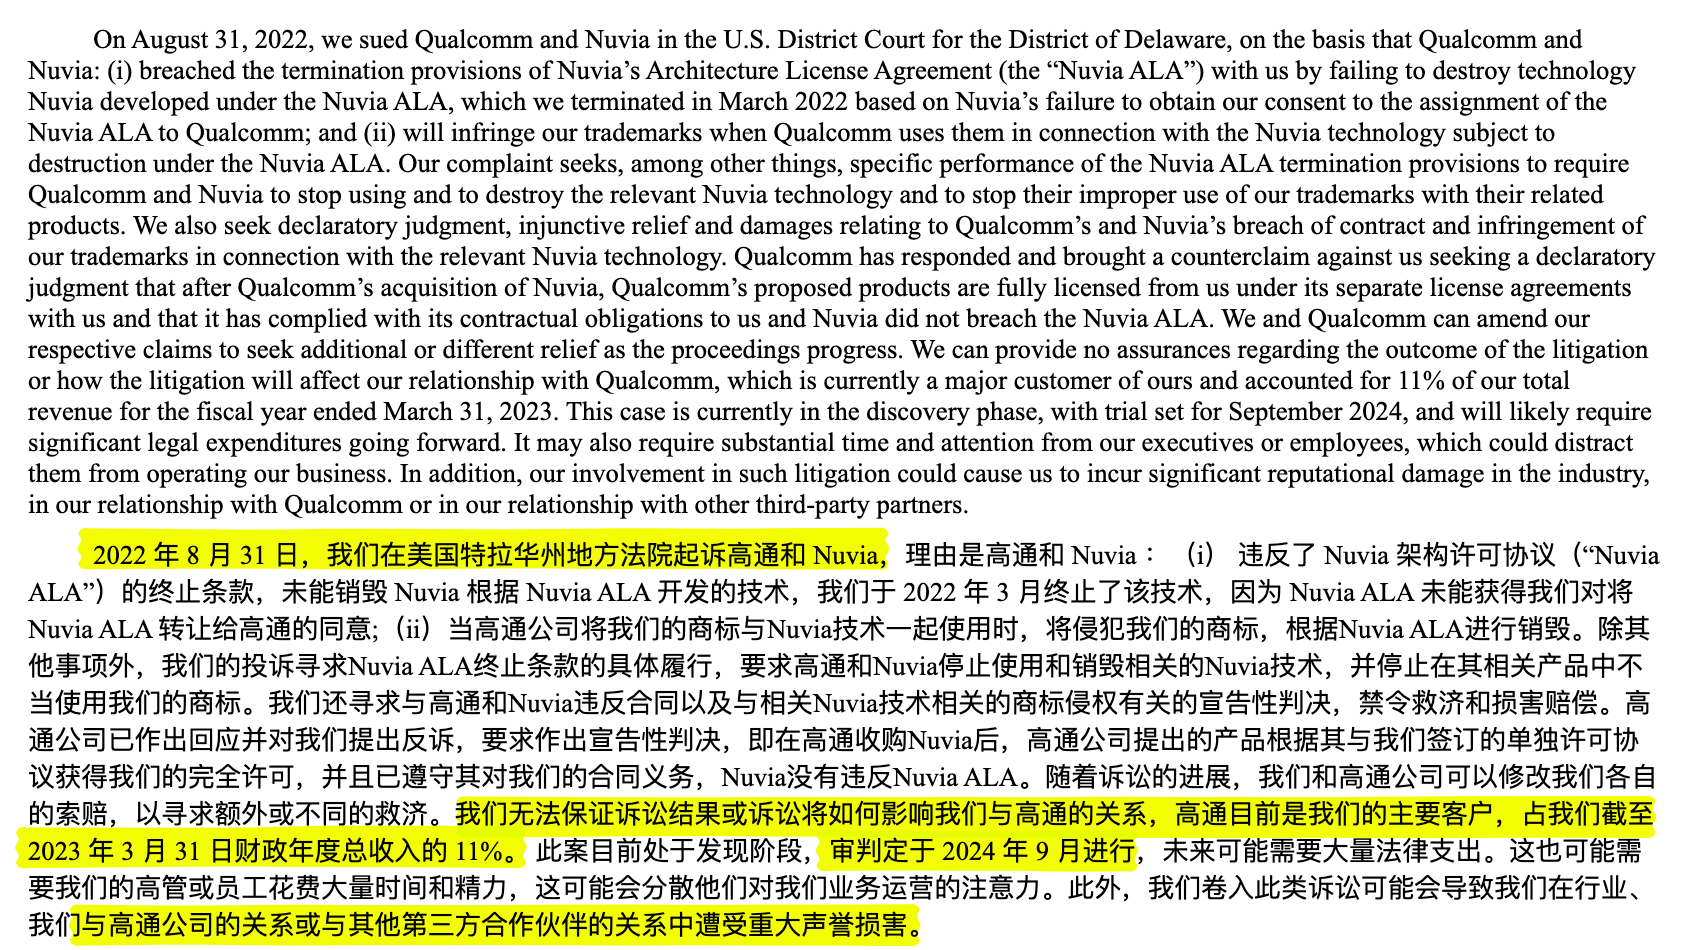 On August 31, 2022, we sued Qualcomm and Nuvia in the U.S. District Court for the District of Delaware, on the basis that Qualcomm and
Nuvia: (i) breached the termination provisions of Nuvia’s Architecture License Agreement (the “Nuvia ALA”) with us by failing to destroy technology
Nuvia developed under the Nuvia ALA, which we terminated in March 2022 based on Nuvia’s failure to obtain our consent to the assignment of the
Nuvia ALA to Qualcomm; and (ii) will infringe our trademarks when Qualcomm uses them in connection with the Nuvia technology subject to
destruction under the Nuvia ALA. Our complaint seeks, among other things, specific performance of the Nuvia ALA termination provisions to require
Qualcomm and Nuvia to stop using and to destroy the relevant Nuvia technology and to stop their improper use of our trademarks with their related
products. We also seek declaratory judgment, injunctive relief and damages relating to Qualcomm’s and Nuvia’s breach of contract and infringement of
our trademarks in connection with the relevant Nuvia technology. Qualcomm has responded and brought a counterclaim against us seeking a declaratory
judgment that after Qualcomm’s acquisition of Nuvia, Qualcomm’s proposed products are fully licensed from us under its separate license agreements
with us and that it has complied with its contractual obligations to us and Nuvia did not breach the Nuvia ALA. We and Qualcomm can amend our
respective claims to seek additional or different relief as the proceedings progress. We can provide no assurances regarding the outcome of the litigation
or how the litigation will affect our relationship with Qualcomm, which is currently a major customer of ours and accounted for 11% of our total
revenue for the fiscal year ended March 31, 2023. This case is currently in the discovery phase, with trial set for September 2024, and will likely require
significant legal expenditures going forward. It may also require substantial time and attention from our executives or employees, which could distract
them from operating our business. In addition, our involvement in such litigation could cause us to incur significant reputational damage in the industry,
in our relationship with Qualcomm or in our relationship with other third-party partners.
2022 年 8 月 31 日，我们在美国特拉华州地方法院起诉高通和 Nuvia，理由是高通和 Nuvia：（i） 违反了 Nuvia 架构许可协议（“Nuvia
ALA”）的终止条款，未能销毁 Nuvia 根据 Nuvia ALA 开发的技术，我们于 2022 年 3 月终止了该技术，因为 Nuvia ALA 未能获得我们对将
Nuvia ALA 转让给高通的同意;（ii）当高通公司将我们的商标与Nuvia技术一起使用时，将侵犯我们的商标，根据Nuvia ALA进行销毁。除其
他事项外，我们的投诉寻求Nuvia ALA终止条款的具体履行，要求高通和Nuvia停止使用和销毁相关的Nuvia技术，并停止在其相关产品中不
当使用我们的商标。我们还寻求与高通和Nuvia违反合同以及与相关Nuvia技术相关的商标侵权有关的宣告性判决，禁令救济和损害赔偿。高
通公司已作出回应并对我们提出反诉，要求作出宣告性判决，即在高通收购Nuvia后，高通公司提出的产品根据其与我们签订的单独许可协
议获得我们的完全许可，并且已遵守其对我们的合同义务，Nuvia没有违反Nuvia ALA。随着诉讼的进展，我们和高通公司可以修改我们各自
的索赔，以寻求额外或不同的救济。我们无法保证诉讼结果或诉讼将如何影响我们与高通的关系，高通目前是我们的主要客户，占我们截至
2023 年 3 月 31 日财政年度总收入的 11%。此案目前处于发现阶段，审判定于 2024 年 9 月进行，未来可能需要大量法律支出。这也可能需
要我们的高管或员工花费大量时间和精力，这可能会分散他们对我们业务运营的注意力。此外，我们卷入此类诉讼可能会导致我们在行业、
我们与高通公司的关系或与其他第三方合作伙伴的关系中遭受重大声誉损害。